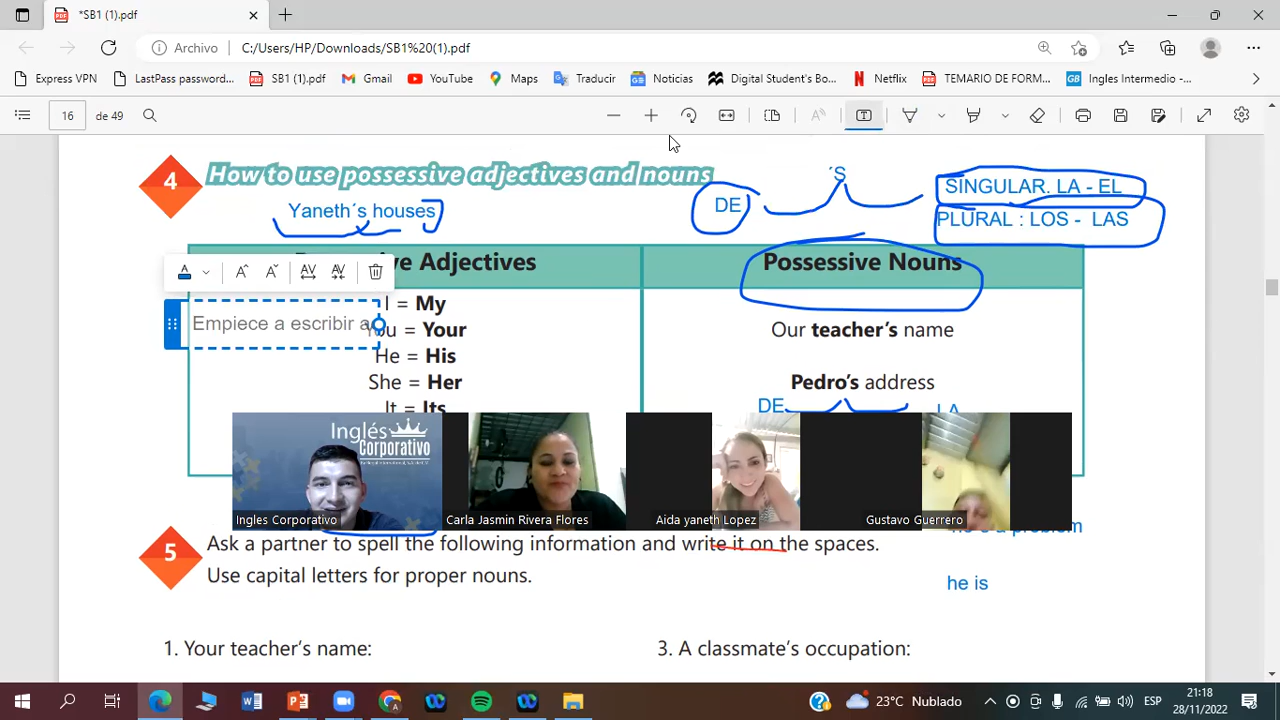 *SB1 (1).pdf
Archivo C:/Users/HP/Downloads/SB1%20(1).pdf
Express VPN LastPass password... SB1 (1).pdf Gmail YouTube Maps Traducir Noticias Digital Student's Bo... Netflix TEMARIO DE FORM... Ingles Intermedio -...
16 de 49
4 How to use possessive adjectives and nouns
´S
SINGULAR. LA - EL
DE
Yaneth´s houses
PLURAL : LOS - LAS
Adjectives
Possessive Nouns
Empiece a escribir a
I = My
You = Your
He = His
She = Her
It = Its
Our teacher's name
Pedro's address
DE LA
Inglés
Corporativo
Ingles Corporativo
Carla Jasmin Rivera Flores
Aida yaneth Lopez
Gustavo Guerrero
he's a problem
5 Ask a partner to spell the following information and write it on the spaces.
Use capital letters for proper nouns.
he is
1. Your teacher's name:
3. A classmate's occupation:
23°C Nublado
ESP
21:18
28/11/2022